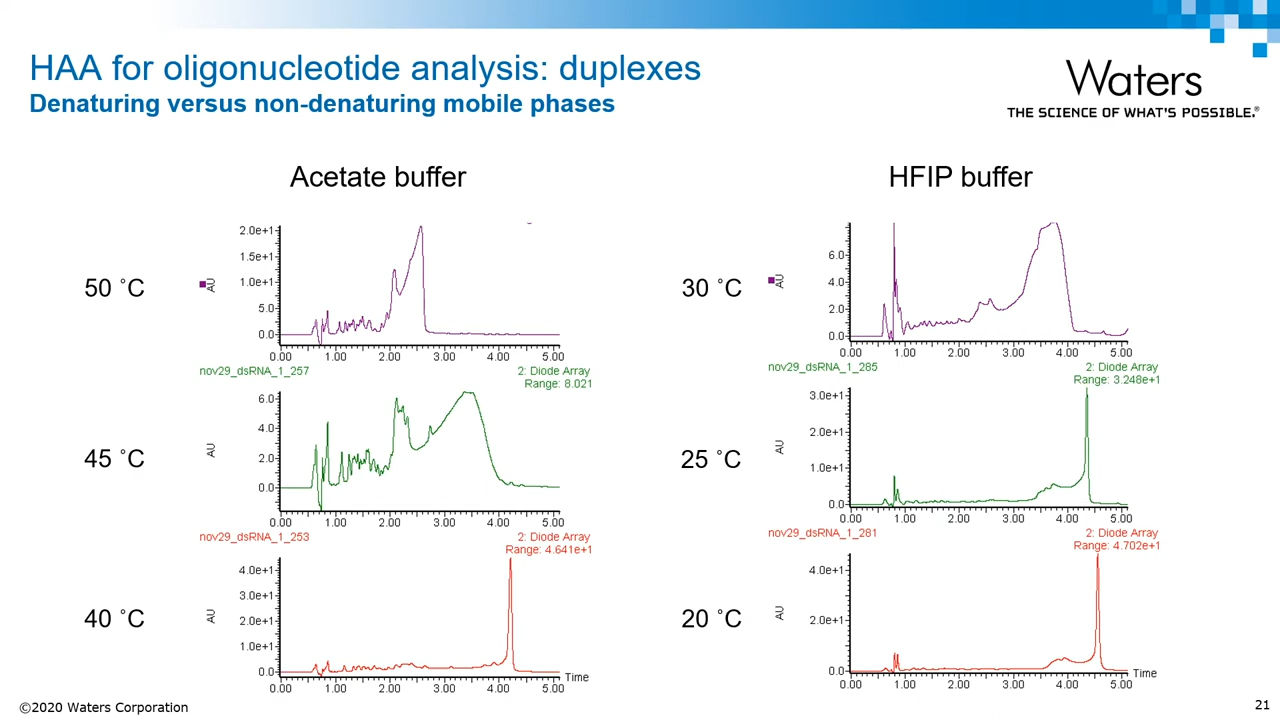 HAA for oligonucleotide analysis: duplexes
Denaturing versus non-denaturing mobile phases
Waters
THE SCIENCE OF WHAT'S POSSIBLE.®
Acetate buffer
50 ˚C
AU
2.0e+1
1.5e+1
1.0e+1
5.0
0.0
0.00 1.00 2.00 3.00 4.00 5.00
nov29_dsRNA_1_257
2: Diode Array
Range: 8.021
45 ˚C
AU
6.0
4.0
2.0
0.0
0.00 1.00 2.00 3.00 4.00 5.00
nov29_dsRNA_1_253
2: Diode Array
Range: 4.641e+1
40 ˚C
AU
4.0e+1
3.0e+1
2.0e+1
1.0e+1
0.0
Time
0.00 1.00 2.00 3.00 4.00 5.00
HFIP buffer
30 ˚C
AU
6.0
4.0
2.0
0.0
0.00 1.00 2.00 3.00 4.00 5.00
nov29_dsRNA_1_285
2: Diode Array
Range: 3.248e+1
25 ˚C
AU
3.0e+1
2.0e+1
1.0e+1
0.0
0.00 1.00 2.00 3.00 4.00 5.00
nov29_dsRNA_1_281
2: Diode Array
Range: 4.702e+1
20 ˚C
AU
4.0e+1
2.0e+1
0.0
Time
0.00 1.00 2.00 3.00 4.00 5.00
©2020 Waters Corporation
21